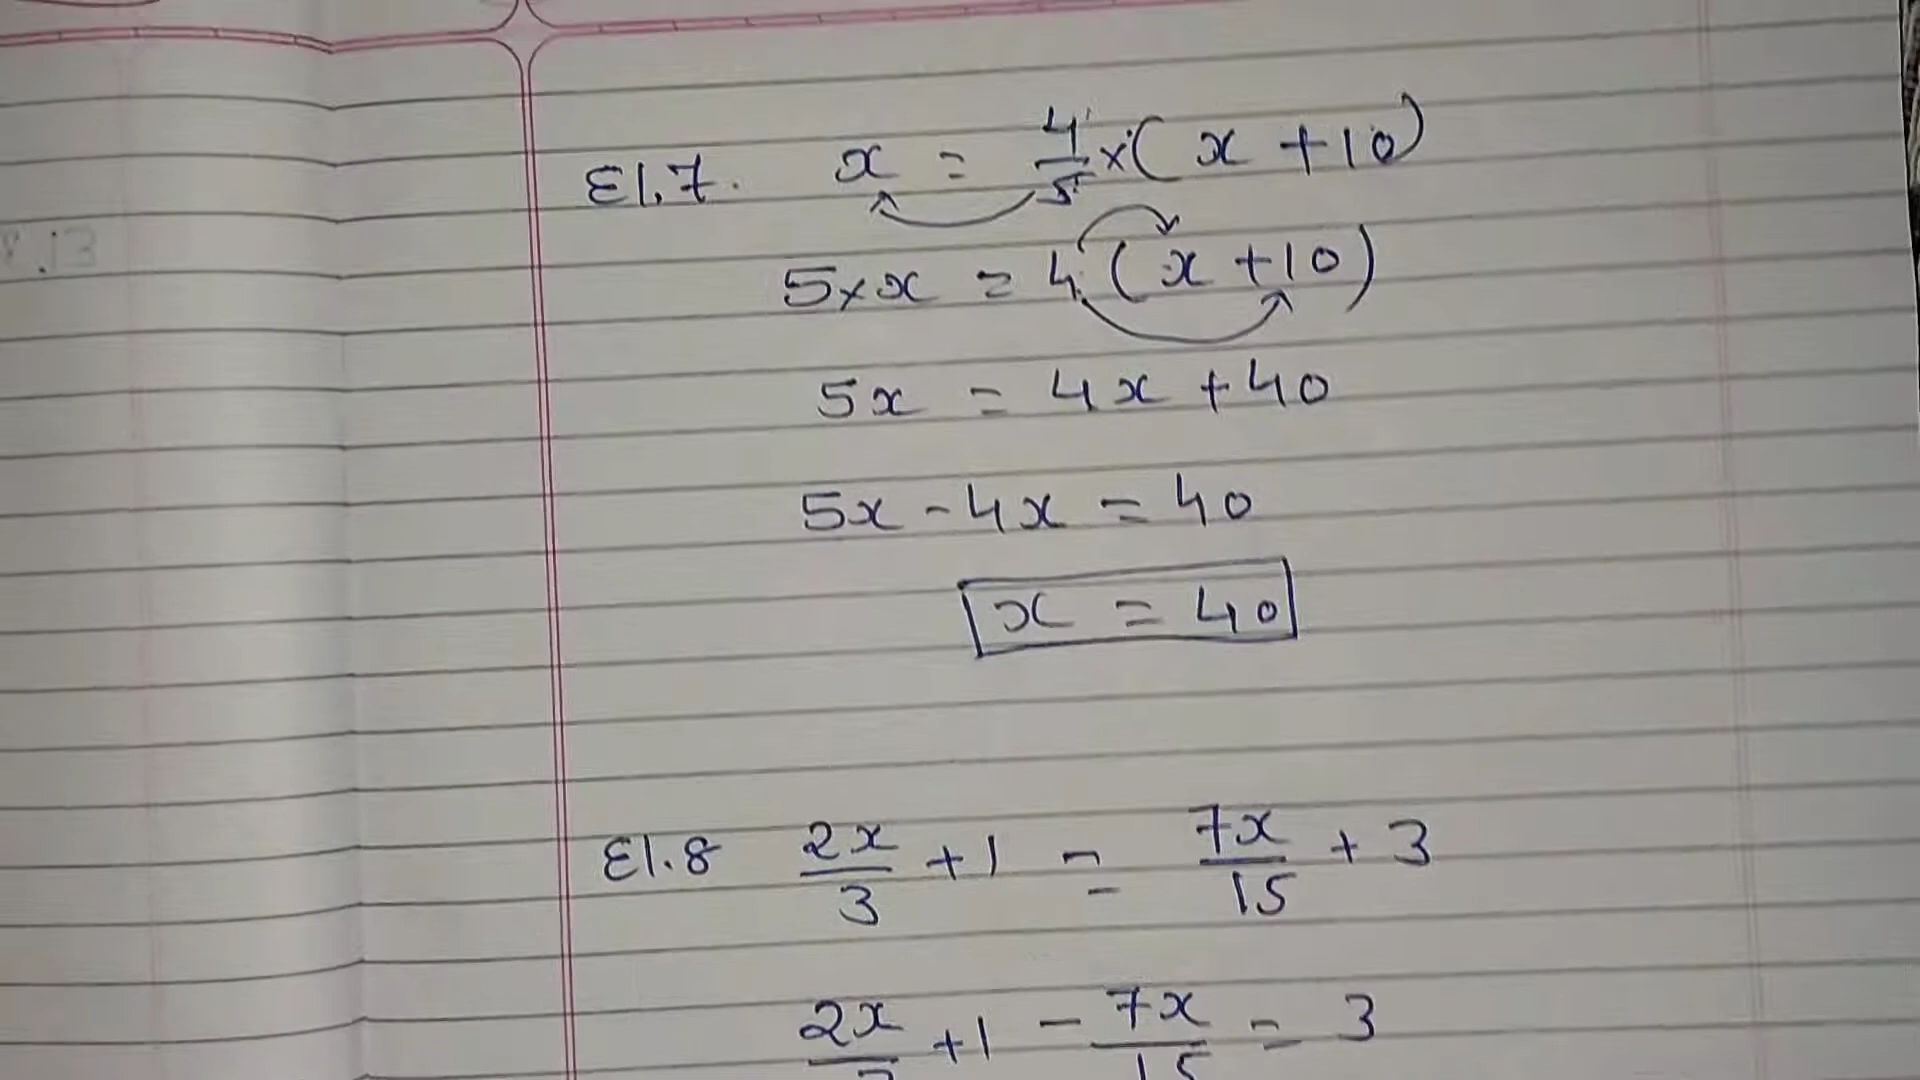 E1.7. x = 4/5 × (x + 10)
5 × x = 4 (x + 10)
5x = 4x + 40
5x - 4x = 40
x = 40
E1.8 2x/3 + 1 = 7x/15 + 3
2x/3 + 1 - 7x/15 = 3